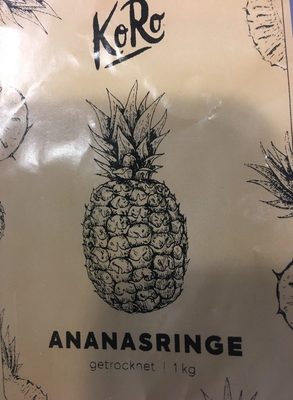 KoRo
ANANASRINGE
getrocknet | 1 kg